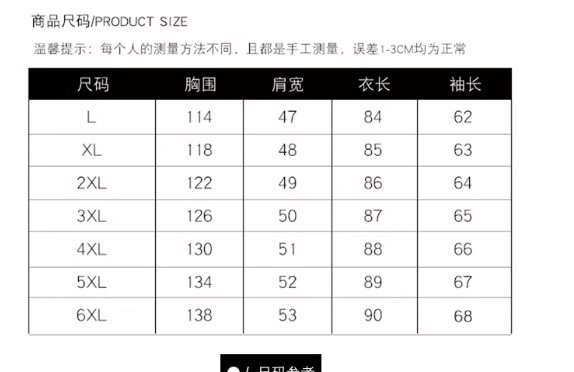 商品尺码/PRODUCT SIZE
温馨提示：每个人的测量方法不同，且都是手工测量，误差1-3CM均为正常
尺码 胸围 肩宽 衣长 袖长
L 114 47 84 62
XL 118 48 85 63
2XL 122 49 86 64
3XL 126 50 87 65
4XL 130 51 88 66
5XL 134 52 89 67
6XL 138 53 90 68
尺码参考